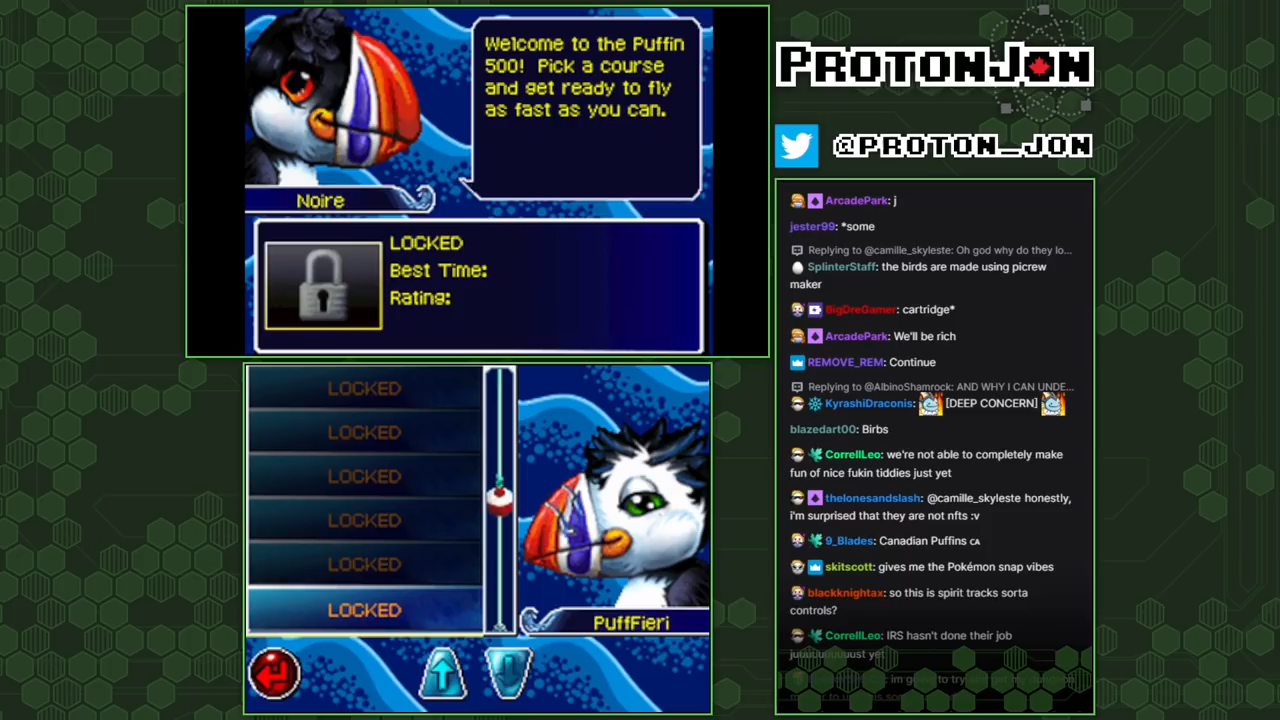 Welcome to the Puffin
500! Pick a course
and get ready to fly
as fast as you can.
Noire
LOCKED
Best Time:
Rating:
LOCKED
LOCKED
LOCKED
LOCKED
LOCKED
LOCKED
PuffFieri
PROTONJON
@PROTON_JON
ArcadePark: j
jester99: *some
Replying to @camille_skyleste: Oh god why do they lo...
SplinterStaff: the birds are made using picrew
maker
BigDreGamer: cartridge*
ArcadePark: We'll be rich
REMOVE_REM: Continue
Replying to @AlbinoShamrock: AND WHY I CAN UNDE...
KyrashiDraconis: [DEEP CONCERN]
blazedart00: Birbs
CorrellLeo: we're not able to completely make
fun of nice fukin tiddies just yet
thelonesandslash: @camille_skyleste honestly,
i'm surprised that they are not nfts :v
9_Blades: Canadian Puffins CA
skitscott: gives me the Pokémon snap vibes
blackknightax: so this is spirit tracks sorta
controls?
CorrellLeo: IRS hasn't done their job
juuuuuuuuust yet